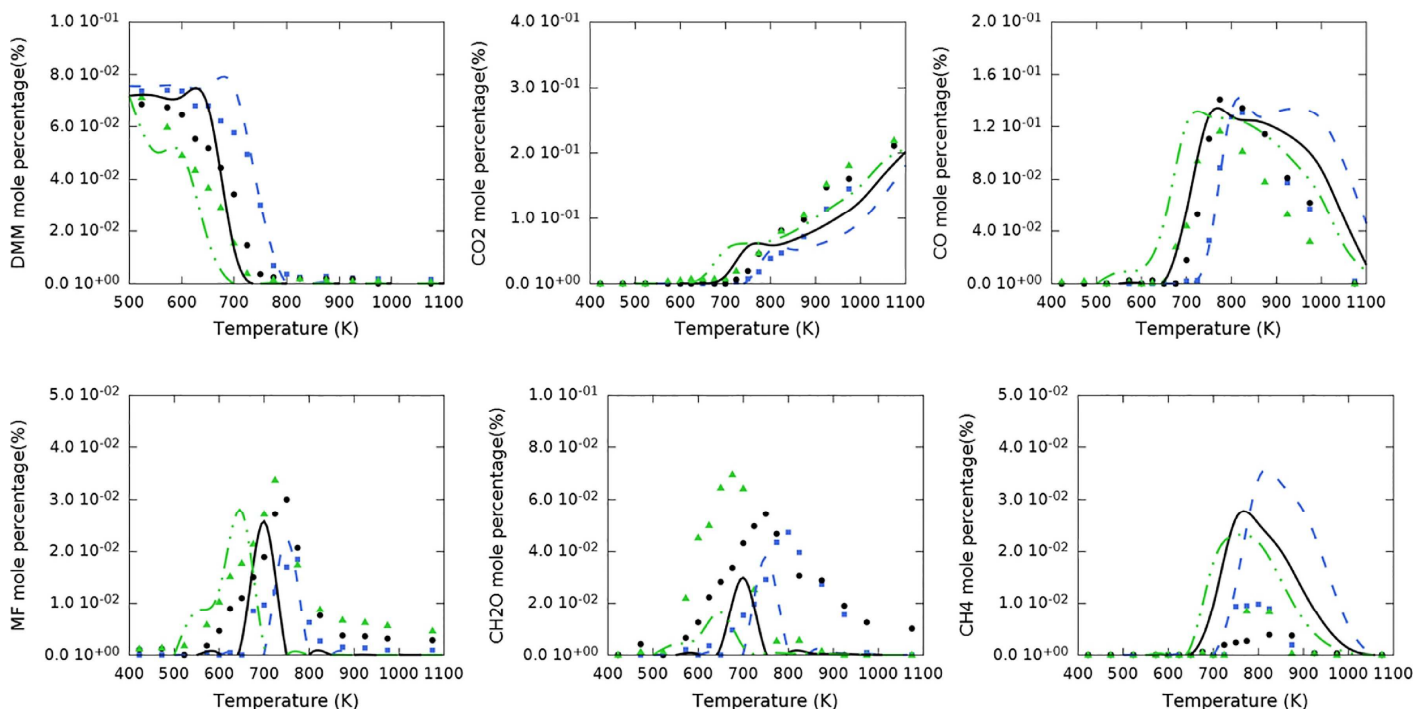 DMM mole percentage(%)
1.0 10⁻⁰¹
8.0 10⁻⁰²
6.0 10⁻⁰²
4.0 10⁻⁰²
2.0 10⁻⁰²
0.0 10⁺⁰⁰
500 600 700 800 900 1000 1100
Temperature (K)
CO2 mole percentage(%)
4.0 10⁻⁰¹
3.0 10⁻⁰¹
2.0 10⁻⁰¹
1.0 10⁻⁰¹
0.0 10⁺⁰⁰
400 500 600 700 800 900 1000 1100
Temperature (K)
CO mole percentage(%)
2.0 10⁻⁰¹
1.6 10⁻⁰¹
1.2 10⁻⁰¹
8.0 10⁻⁰²
4.0 10⁻⁰²
0.0 10⁺⁰⁰
400 500 600 700 800 900 1000 1100
Temperature (K)
MF mole percentage(%)
5.0 10⁻⁰²
4.0 10⁻⁰²
3.0 10⁻⁰²
2.0 10⁻⁰²
1.0 10⁻⁰²
0.0 10⁺⁰⁰
400 500 600 700 800 900 1000 1100
Temperature (K)
CH2O mole percentage(%)
1.0 10⁻⁰¹
8.0 10⁻⁰²
6.0 10⁻⁰²
4.0 10⁻⁰²
2.0 10⁻⁰²
0.0 10⁺⁰⁰
400 500 600 700 800 900 1000 1100
Temperature (K)
CH4 mole percentage(%)
5.0 10⁻⁰²
4.0 10⁻⁰²
3.0 10⁻⁰²
2.0 10⁻⁰²
1.0 10⁻⁰²
0.0 10⁺⁰⁰
400 500 600 700 800 900 1000 1100
Temperature (K)